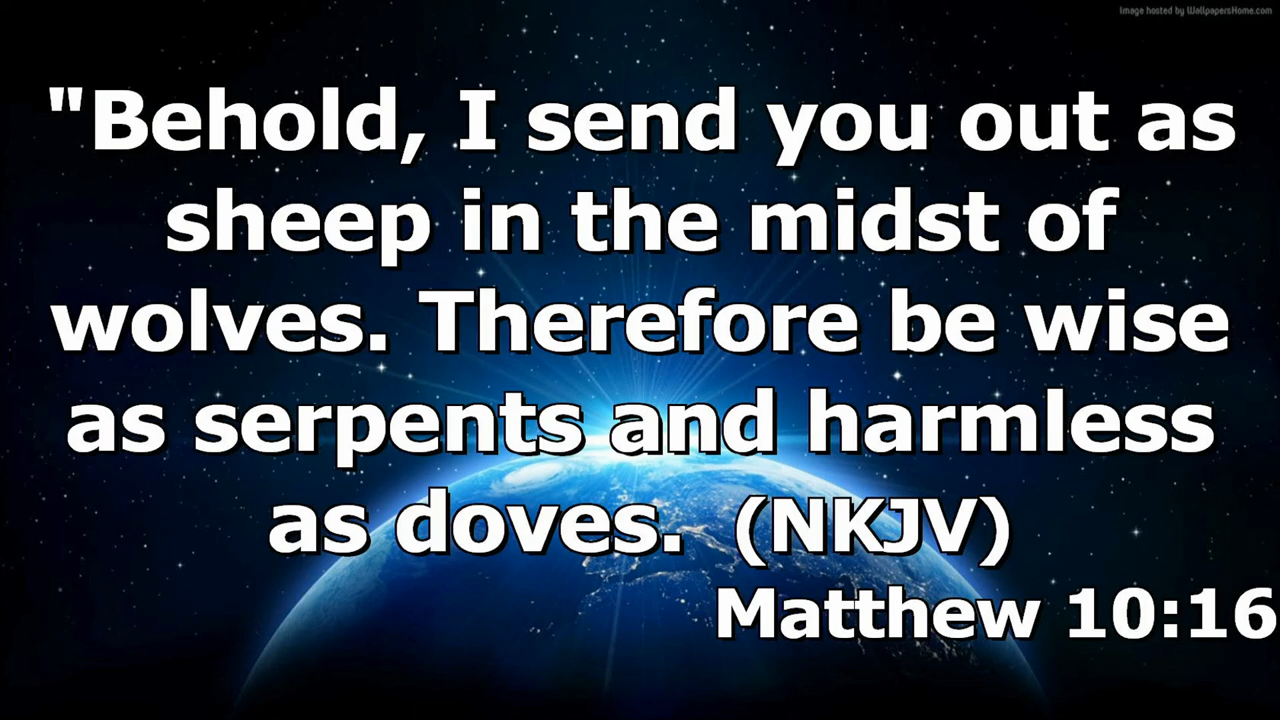 Image hosted by WallpapersHome.com
"Behold, I send you out as
sheep in the midst of
wolves. Therefore be wise
as serpents and harmless
as doves.  (NKJV)
Matthew 10:16